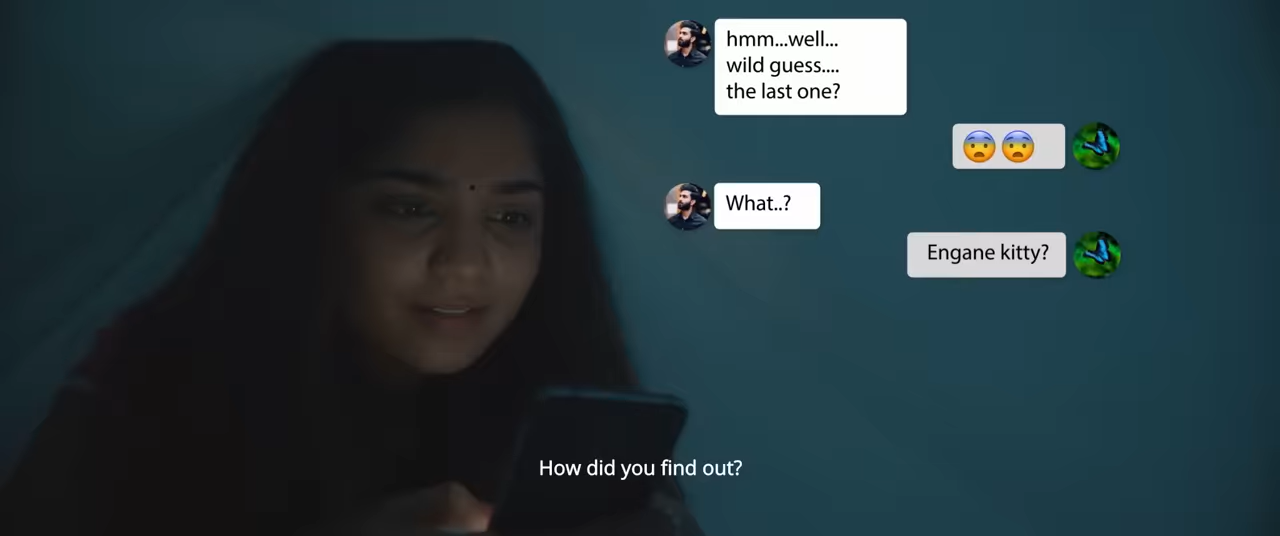 hmm...well...
wild guess....
the last one?
😨😨
What..?
Engane kitty?
How did you find out?